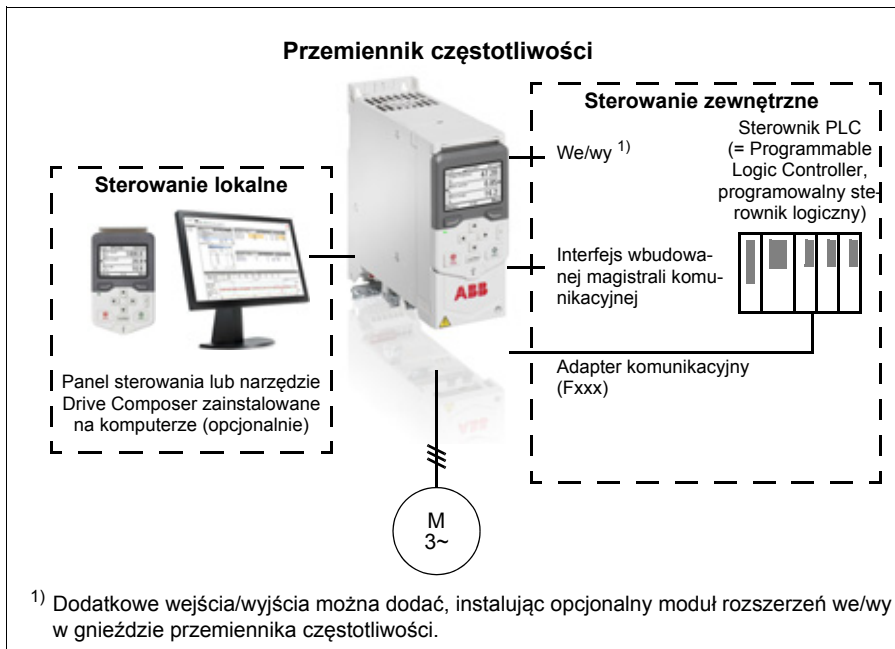 Przemiennik częstotliwości
Sterowanie lokalne
Panel sterowania lub narzędzie
Drive Composer zainstalowane
na komputerze (opcjonalnie)
ABB
Sterowanie zewnętrzne
We/wy 1)
Sterownik PLC
(= Programmable
Logic Controller,
programowalny ste-
rownik logiczny)
Interfejs wbudowa-
nej magistrali komu-
nikacyjnej
Adapter komunikacyjny
(Fxxx)
M
3~
1) Dodatkowe wejścia/wyjścia można dodać, instalując opcjonalny moduł rozszerzeń we/wy
w gnieździe przemiennika częstotliwości.